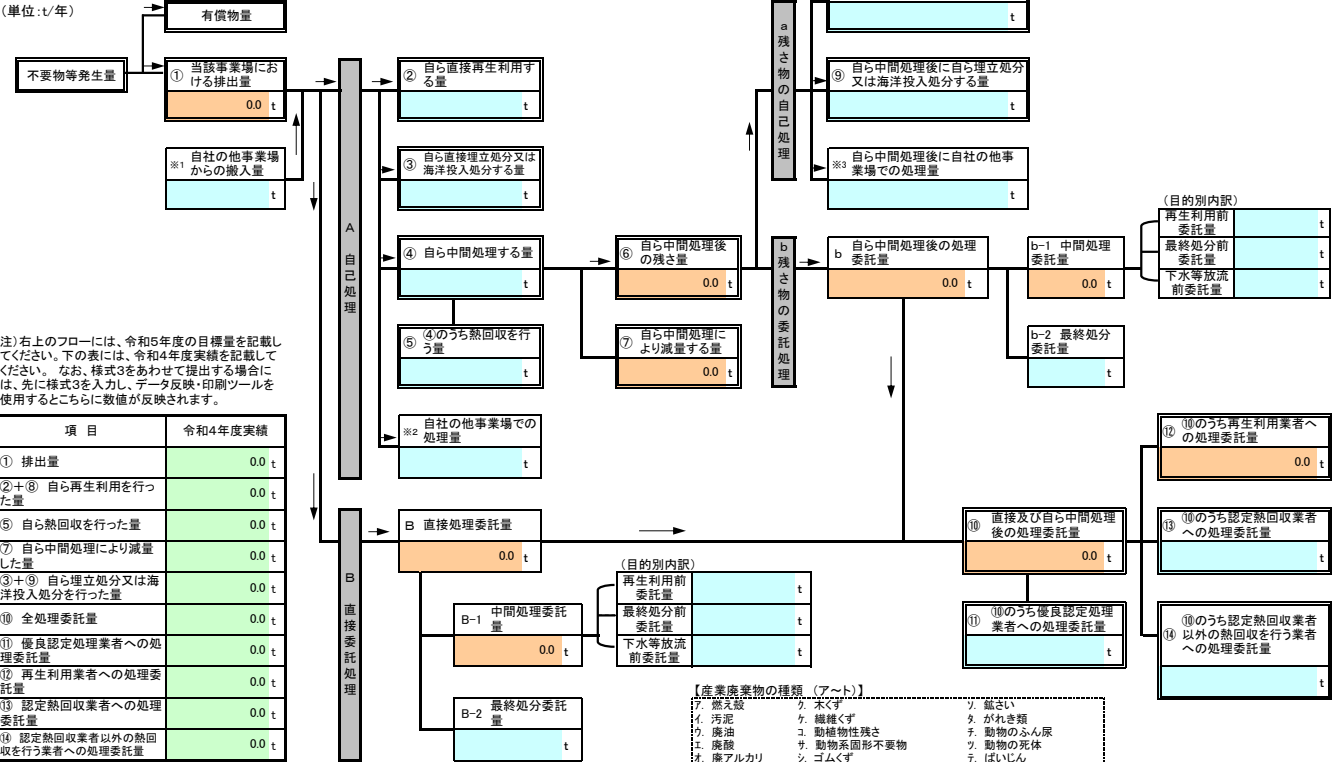 (単位:t/年)
有償物量
不要物等発生量
① 当該事業場にお
ける排出量
0.0 t
※1 自社の他事業場
からの搬入量
t
A 自己処理
② 自ら直接再生利用す
る量
t
③ 自ら直接埋立処分又は
海洋投入処分する量
t
④ 自ら中間処理する量
t
⑤ ④のうち熱回収を行
う量
t
※2 自社の他事業場での
処理量
t
⑥ 自ら中間処理後
の残さ量
0.0 t
⑦ 自ら中間処理に
より減量する量
0.0 t
a 残さ物の自己処理
t
⑨ 自ら中間処理後に自ら埋立処分
又は海洋投入処分する量
t
※3 自ら中間処理後に自社の他事
業場での処理量
t
b 残さ物の委託処理
b 自ら中間処理後の処理
委託量
0.0 t
b-1 中間処理
委託量
0.0 t
(目的別内訳)
再生利用前
委託量
t
最終処分前
委託量
t
下水等放流
前委託量
t
b-2 最終処分
委託量
t
注)右上のフローには、令和5年度の目標量を記載し
てください。下の表には、令和4年度実績を記載して
ください。 なお、様式3をあわせて提出する場合に
は、先に様式3を入力し、データ反映・印刷ツールを
使用するとこちらに数値が反映されます。
項 目 令和4年度実績
① 排出量 0.0 t
②+⑧ 自ら再生利用を行っ
た量 0.0 t
⑤ 自ら熱回収を行った量 0.0 t
⑦ 自ら中間処理により減量
した量 0.0 t
③+⑨ 自ら埋立処分又は海
洋投入処分を行った量 0.0 t
⑩ 全処理委託量 0.0 t
⑪ 優良認定処理業者への処
理委託量 0.0 t
⑫ 再生利用業者への処理委
託量 0.0 t
⑬ 認定熱回収業者への処理
委託量 0.0 t
⑭ 認定熱回収業者以外の熱回
収を行う業者への処理委託量 0.0 t
B 直接委託処理
B 直接処理委託量
0.0 t
B-1 中間処理委託
量
0.0 t
(目的別内訳)
再生利用前
委託量
t
最終処分前
委託量
t
下水等放流
前委託量
t
B-2 最終処分委託
量
t
⑩ 直接及び自ら中間処理
後の処理委託量
0.0 t
⑪ ⑩のうち優良認定処理
業者への処理委託量
t
⑫ ⑩のうち再生利用業者へ
の処理委託量
0.0 t
⑬ ⑩のうち認定熱回収業者
への処理委託量
t
⑭ ⑩のうち認定熱回収業者
以外の熱回収を行う業者
への処理委託量
t
【産業廃棄物の種類 (ア~ト)】
ア. 燃え殻 ク. 木くず ソ. 鉱さい
イ. 汚泥 ケ. 繊維くず タ. がれき類
ウ. 廃油 コ. 動植物性残さ チ. 動物のふん尿
エ. 廃酸 サ. 動物系固形不要物 ツ. 動物の死体
オ. 廃アルカリ シ. ゴムくず テ. ばいじん